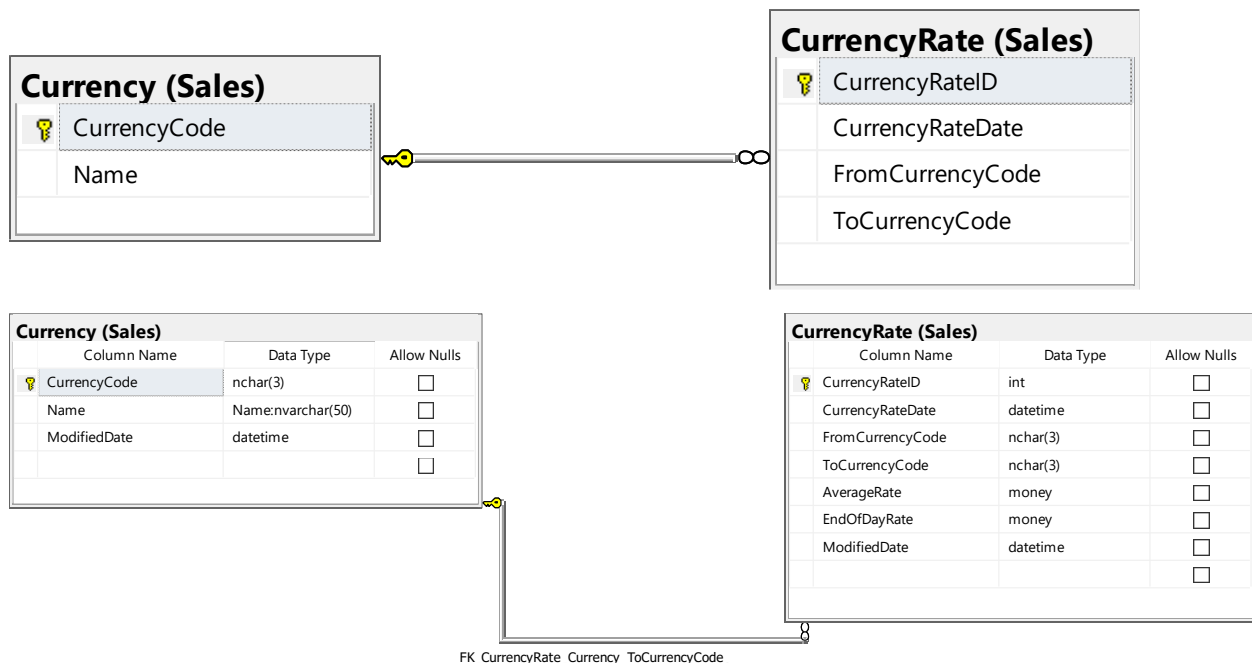 Currency (Sales)
CurrencyCode
Name
CurrencyRate (Sales)
CurrencyRateID
CurrencyRateDate
FromCurrencyCode
ToCurrencyCode
Currency (Sales)
Column Name Data Type Allow Nulls
CurrencyCode nchar(3)
Name Name:nvarchar(50)
ModifiedDate datetime
CurrencyRate (Sales)
Column Name Data Type Allow Nulls
CurrencyRateID int
CurrencyRateDate datetime
FromCurrencyCode nchar(3)
ToCurrencyCode nchar(3)
AverageRate money
EndOfDayRate money
ModifiedDate datetime
FK_CurrencyRate_Currency_ToCurrencyCode